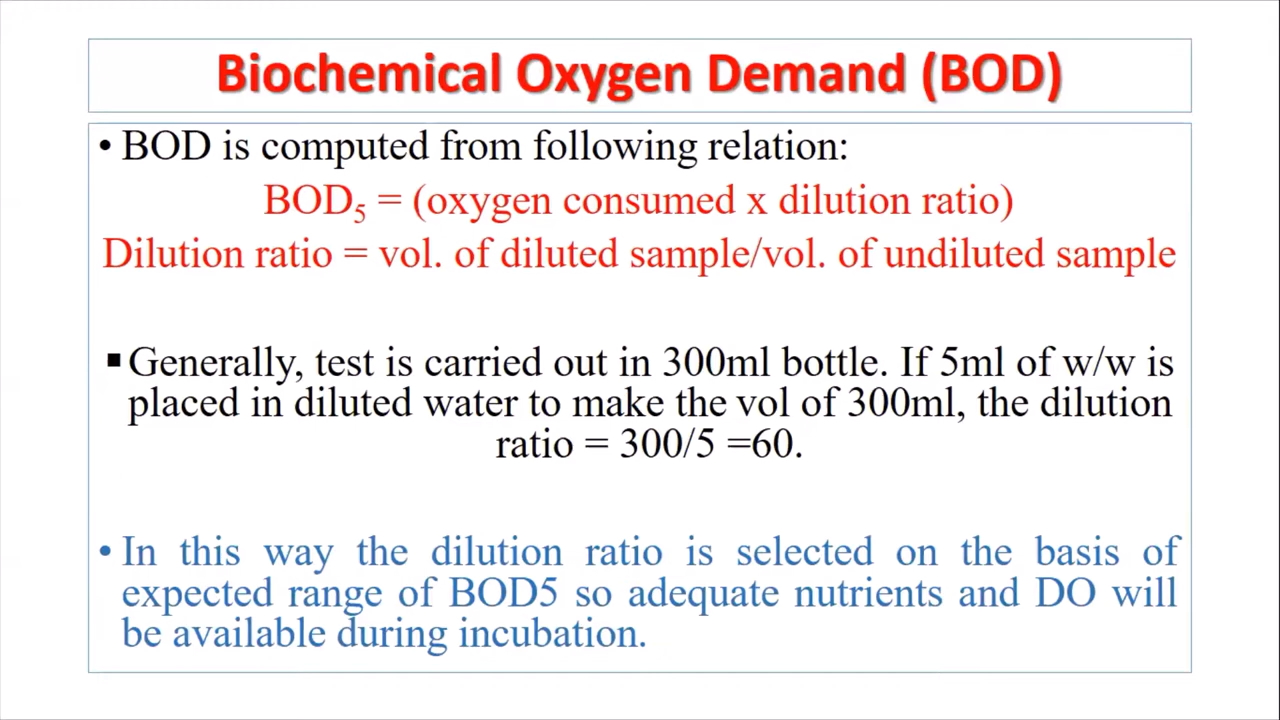 Biochemical Oxygen Demand (BOD)
• BOD is computed from following relation:
BOD₅ = (oxygen consumed x dilution ratio)
Dilution ratio = vol. of diluted sample/vol. of undiluted sample
▪ Generally, test is carried out in 300ml bottle. If 5ml of w/w is
placed in diluted water to make the vol of 300ml, the dilution
ratio = 300/5 =60.
• In this way the dilution ratio is selected on the basis of
expected range of BOD5 so adequate nutrients and DO will
be available during incubation.